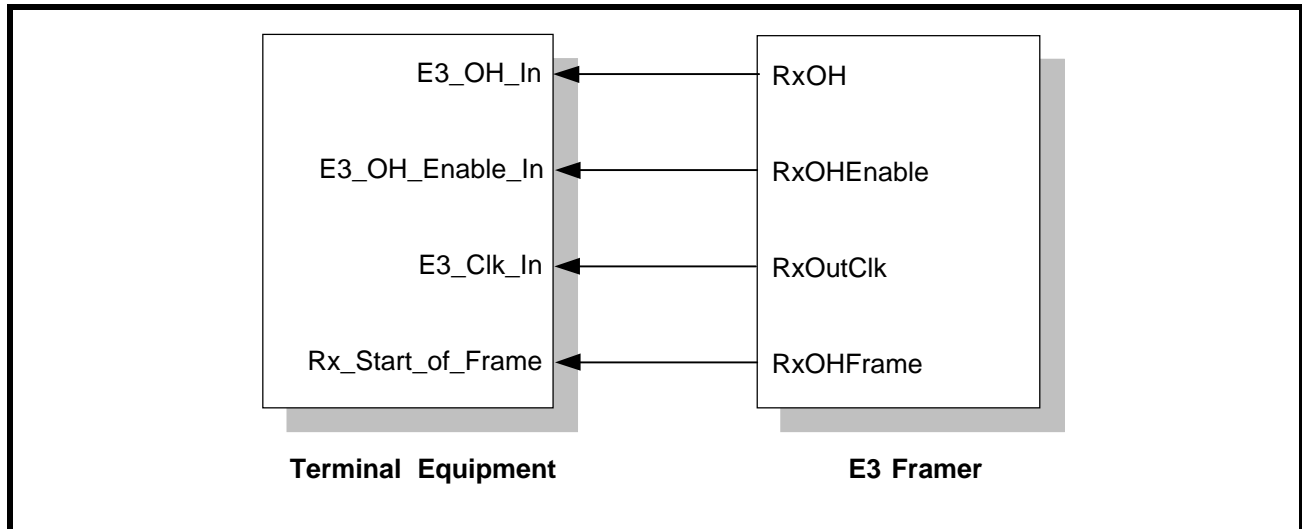 E3_OH_In
RxOH
E3_OH_Enable_In
RxOHEnable
E3_Clk_In
RxOutClk
Rx_Start_of_Frame
RxOHFrame
Terminal Equipment
E3 Framer